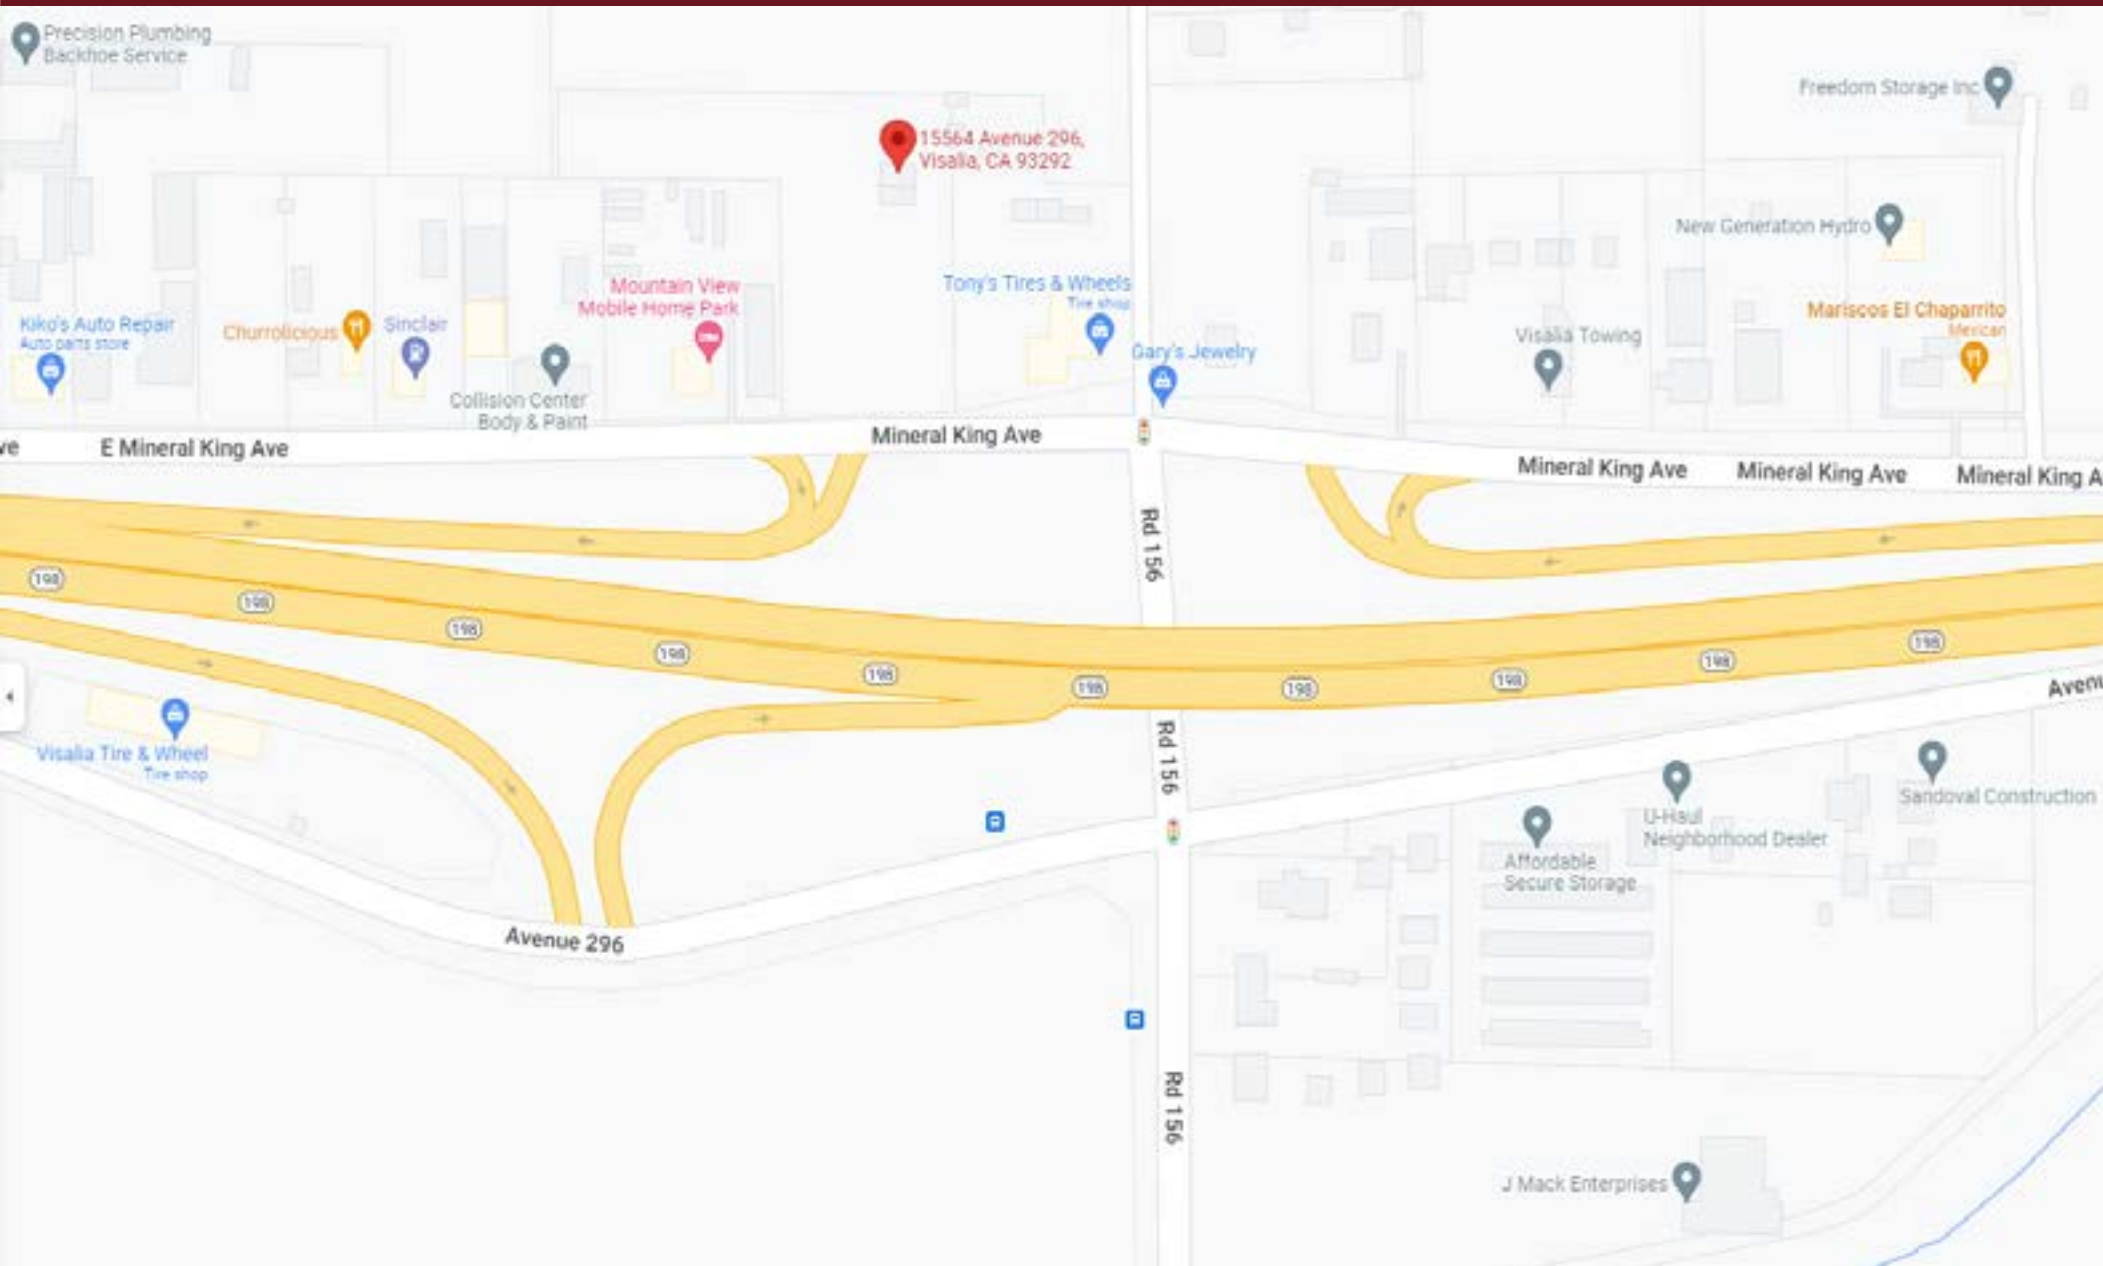 Precision Plumbing
Backhoe Service
Freedom Storage Inc
15564 Avenue 296,
Visalia, CA 93292
New Generation Hydro
Mountain View
Mobile Home Park
Tony's Tires & Wheels
Tire shop
Mariscos El Chaparrito
Mexican
Kiko's Auto Repair
Auto parts store
Churrolicious
Sinclair
Visalia Towing
Gary's Jewelry
Collision Center
Body & Paint
ve
E Mineral King Ave
Mineral King Ave
Mineral King Ave
Mineral King Ave
Mineral King A
Rd 156
198
198
198
198
198
198
198
198
198
198
Avenu
Rd 156
Visalia Tire & Wheel
Tire shop
Sandoval Construction
U-Haul
Neighborhood Dealer
Affordable
Secure Storage
Avenue 296
Rd 156
J Mack Enterprises